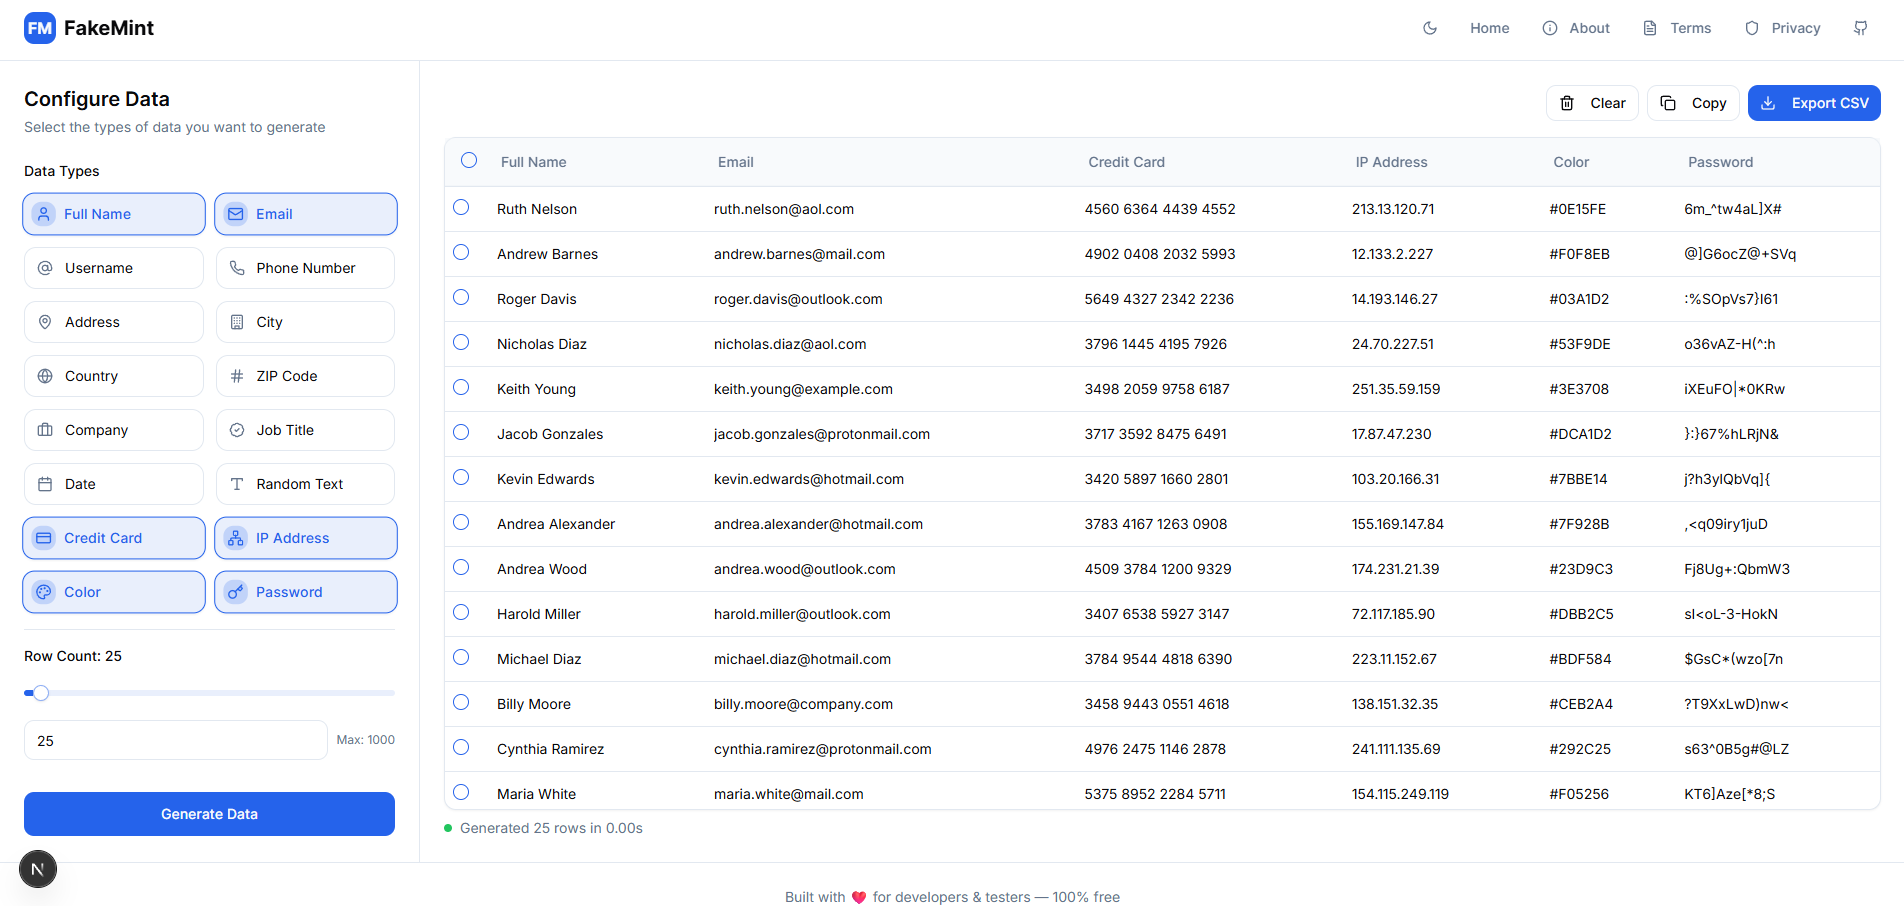 FM FakeMint
Home About Terms Privacy
Configure Data
Select the types of data you want to generate
Data Types
Full Name Email
Username Phone Number
Address City
Country ZIP Code
Company Job Title
Date Random Text
Credit Card IP Address
Color Password
Row Count: 25
25 Max: 1000
Generate Data
N
Clear Copy Export CSV
Full Name Email Credit Card IP Address Color Password
Ruth Nelson ruth.nelson@aol.com 4560 6364 4439 4552 213.13.120.71 #0E15FE 6m_^tw4aL]X#
Andrew Barnes andrew.barnes@mail.com 4902 0408 2032 5993 12.133.2.227 #F0F8EB @]G6ocZ@+SVq
Roger Davis roger.davis@outlook.com 5649 4327 2342 2236 14.193.146.27 #03A1D2 :%SOpVs7}I61
Nicholas Diaz nicholas.diaz@aol.com 3796 1445 4195 7926 24.70.227.51 #53F9DE o36vAZ-H(^:h
Keith Young keith.young@example.com 3498 2059 9758 6187 251.35.59.159 #3E3708 iXEuFO|*0KRw
Jacob Gonzales jacob.gonzales@protonmail.com 3717 3592 8475 6491 17.87.47.230 #DCA1D2 }:}67%hLRjN&
Kevin Edwards kevin.edwards@hotmail.com 3420 5897 1660 2801 103.20.166.31 #7BBE14 j?h3ylQbVq]{
Andrea Alexander andrea.alexander@hotmail.com 3783 4167 1263 0908 155.169.147.84 #7F928B ,<q09iry1juD
Andrea Wood andrea.wood@outlook.com 4509 3784 1200 9329 174.231.21.39 #23D9C3 Fj8Ug+:QbmW3
Harold Miller harold.miller@outlook.com 3407 6538 5927 3147 72.117.185.90 #DBB2C5 sl<oL-3-HokN
Michael Diaz michael.diaz@hotmail.com 3784 9544 4818 6390 223.11.152.67 #BDF584 $GsC*(wzo[7n
Billy Moore billy.moore@company.com 3458 9443 0551 4618 138.151.32.35 #CEB2A4 ?T9XxLwD)nw<
Cynthia Ramirez cynthia.ramirez@protonmail.com 4976 2475 1146 2878 241.111.135.69 #292C25 s63^0B5g#@LZ
Maria White maria.white@mail.com 5375 8952 2284 5711 154.115.249.119 #F05256 KT6]Aze[*8;S
Generated 25 rows in 0.00s
Built with ❤️ for developers & testers — 100% free